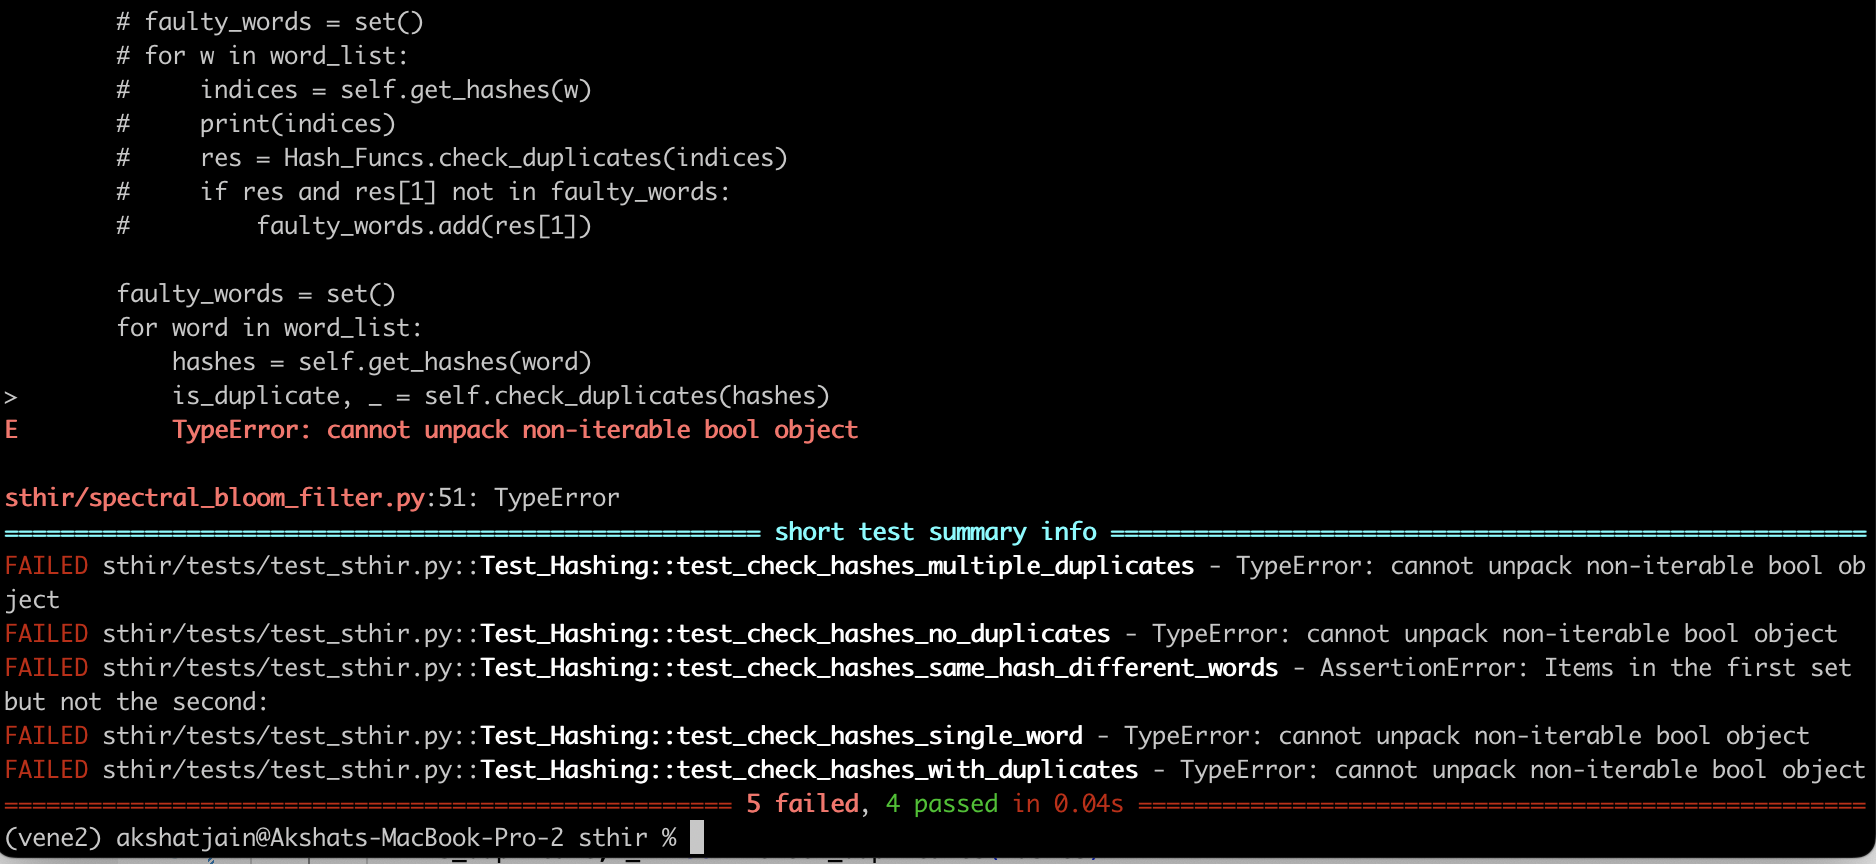 # faulty_words = set()
# for w in word_list:
#     indices = self.get_hashes(w)
#     print(indices)
#     res = Hash_Funcs.check_duplicates(indices)
#     if res and res[1] not in faulty_words:
#         faulty_words.add(res[1])
faulty_words = set()
for word in word_list:
    hashes = self.get_hashes(word)
>           is_duplicate, _ = self.check_duplicates(hashes)
E           TypeError: cannot unpack non-iterable bool object
sthir/spectral_bloom_filter.py:51: TypeError
====================================================== short test summary info ======================================================
FAILED sthir/tests/test_sthir.py::Test_Hashing::test_check_hashes_multiple_duplicates - TypeError: cannot unpack non-iterable bool ob
ject
FAILED sthir/tests/test_sthir.py::Test_Hashing::test_check_hashes_no_duplicates - TypeError: cannot unpack non-iterable bool object
FAILED sthir/tests/test_sthir.py::Test_Hashing::test_check_hashes_same_hash_different_words - AssertionError: Items in the first set
but not the second:
FAILED sthir/tests/test_sthir.py::Test_Hashing::test_check_hashes_single_word - TypeError: cannot unpack non-iterable bool object
FAILED sthir/tests/test_sthir.py::Test_Hashing::test_check_hashes_with_duplicates - TypeError: cannot unpack non-iterable bool object
==================================================== 5 failed, 4 passed in 0.04s ====================================================
(vene2) akshatjain@Akshats-MacBook-Pro-2 sthir %